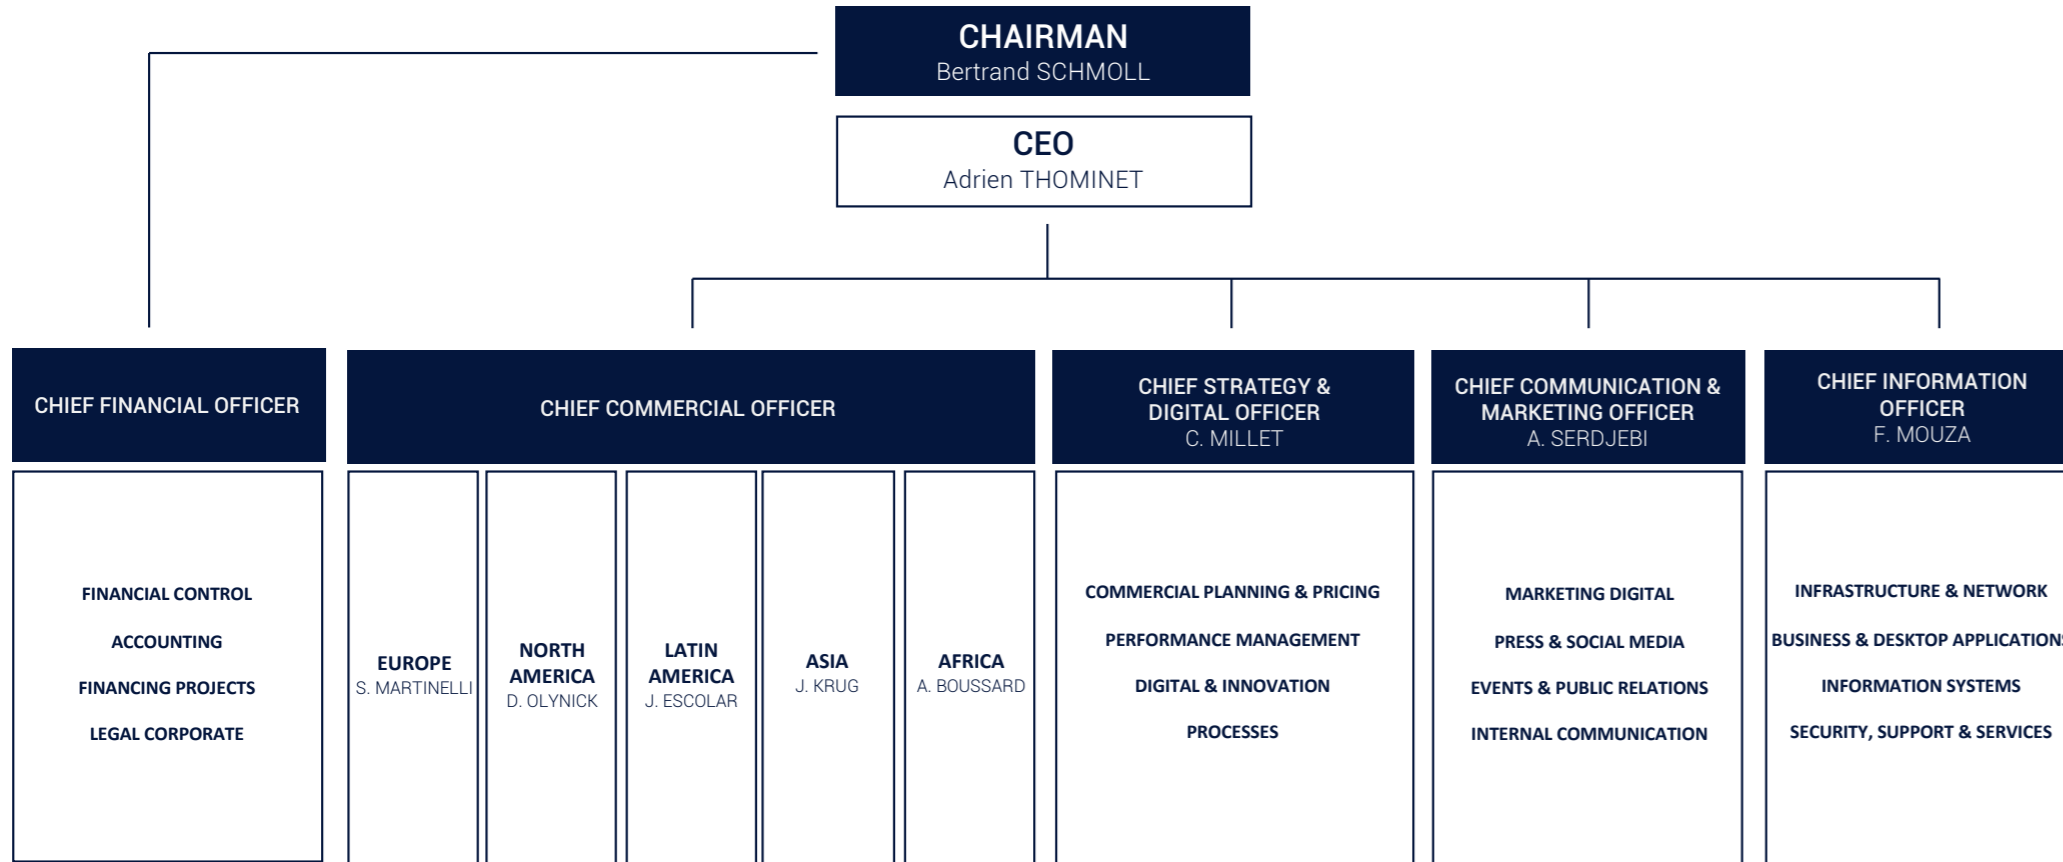 CHAIRMAN
Bertrand SCHMOLL
CEO
Adrien THOMINET
CHIEF FINANCIAL OFFICER
FINANCIAL CONTROL
ACCOUNTING
FINANCING PROJECTS
LEGAL CORPORATE
CHIEF COMMERCIAL OFFICER
EUROPE
S. MARTINELLI
NORTH
AMERICA
D. OLYNICK
LATIN
AMERICA
J. ESCOLAR
ASIA
J. KRUG
AFRICA
A. BOUSSARD
CHIEF STRATEGY &
DIGITAL OFFICER
C. MILLET
COMMERCIAL PLANNING & PRICING
PERFORMANCE MANAGEMENT
DIGITAL & INNOVATION
PROCESSES
CHIEF COMMUNICATION &
MARKETING OFFICER
A. SERDJEBI
MARKETING DIGITAL
PRESS & SOCIAL MEDIA
EVENTS & PUBLIC RELATIONS
INTERNAL COMMUNICATION
CHIEF INFORMATION
OFFICER
F. MOUZA
INFRASTRUCTURE & NETWORK
BUSINESS & DESKTOP APPLICATIONS
INFORMATION SYSTEMS
SECURITY, SUPPORT & SERVICES